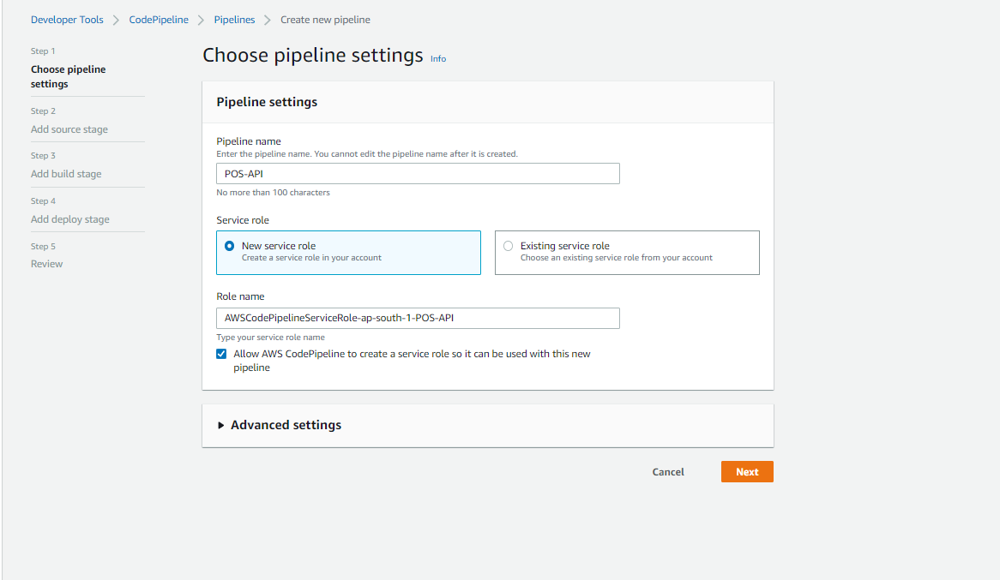 Developer Tools > CodePipeline > Pipelines > Create new pipeline
Step 1
Choose pipeline
settings
Step 2
Add source stage
Step 3
Add build stage
Step 4
Add deploy stage
Step 5
Review
Choose pipeline settings Info
Pipeline settings
Pipeline name
Enter the pipeline name. You cannot edit the pipeline name after it is created.
POS-API
No more than 100 characters
Service role
New service role
Create a service role in your account
Existing service role
Choose an existing service role from your account
Role name
AWSCodePipelineServiceRole-ap-south-1-POS-API
Type your service role name
Allow AWS CodePipeline to create a service role so it can be used with this new
pipeline
Advanced settings
Cancel
Next